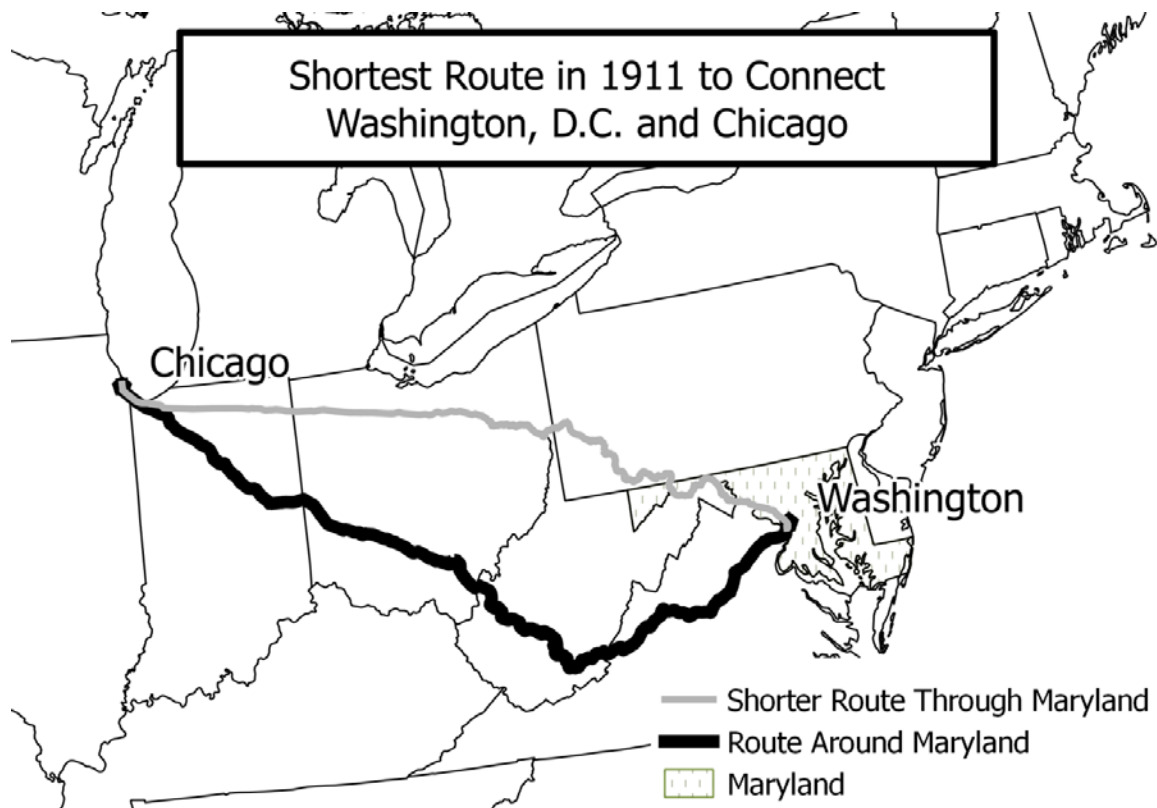 Shortest Route in 1911 to Connect
Washington, D.C. and Chicago
Chicago
Washington
Shorter Route Through Maryland
Route Around Maryland
Maryland